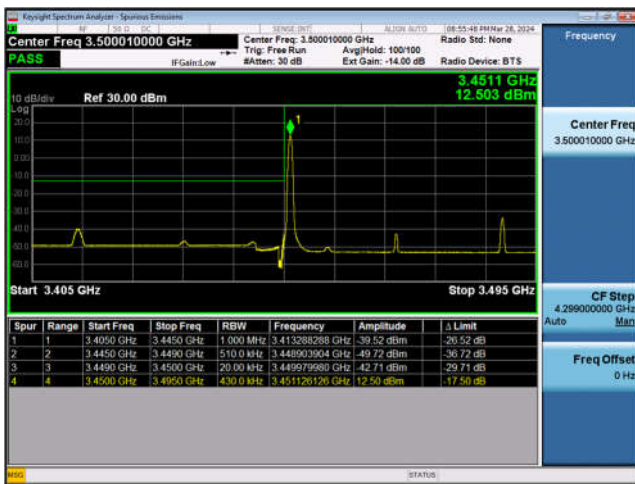 Keysight Spectrum Analyzer - Spurious Emissions
RF 50 Ω DC SENSE:INT ALIGN AUTO 08:55:48 PM Mar 28, 2024
Center Freq 3.500010000 GHz
Center Freq: 3.500010000 GHz
Radio Std: None
Trig: Free Run Avg|Hold: 100/100
PASS IFGain:Low #Atten: 30 dB Ext Gain: -14.00 dB Radio Device: BTS
Frequency
3.4511 GHz
12.503 dBm
10 dB/div Ref 30.00 dBm
Log
20.0
10.0
0.00
-10.0
-20.0
-30.0
-40.0
-50.0
-60.0
1
Start 3.405 GHz Stop 3.495 GHz
Center Freq
3.500010000 GHz
CF Step
4.299000000 GHz
Auto Man
Freq Offset
0 Hz
Spur Range Start Freq Stop Freq RBW Frequency Amplitude Δ Limit
1 1 3.4050 GHz 3.4450 GHz 1.000 MHz 3.413288288 GHz -39.52 dBm -26.52 dB
2 2 3.4450 GHz 3.4490 GHz 510.0 kHz 3.448903904 GHz -49.72 dBm -36.72 dB
3 3 3.4490 GHz 3.4500 GHz 20.00 kHz 3.449979980 GHz -42.71 dBm -29.71 dB
4 4 3.4500 GHz 3.4950 GHz 430.0 kHz 3.451126126 GHz 12.50 dBm -17.50 dB
MSG STATUS